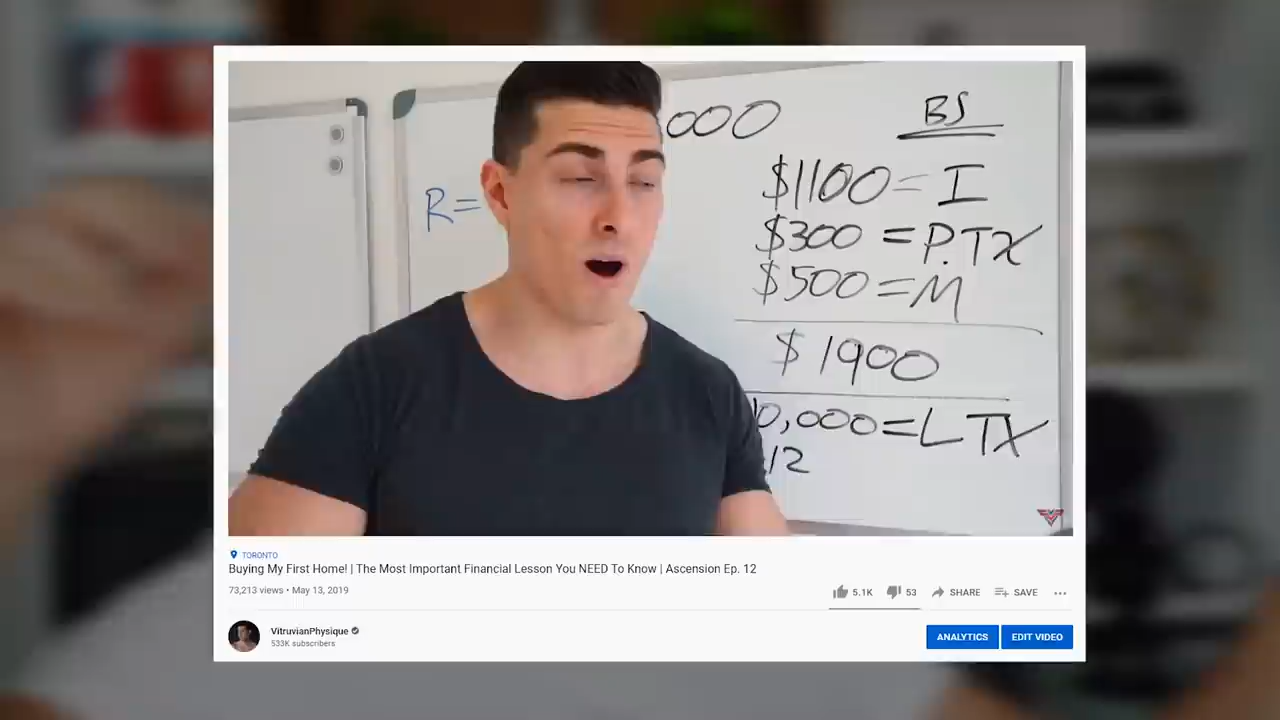 000
BS
R=
$1100 = I
$300 = P.TX
$500 = M
$1900
0,000 = LTX
12
TORONTO
Buying My First Home! | The Most Important Financial Lesson You NEED To Know | Ascension Ep. 12
73,213 views • May 13, 2019
5.1K 53 SHARE SAVE
VitruvianPhysique
533K subscribers
ANALYTICS EDIT VIDEO